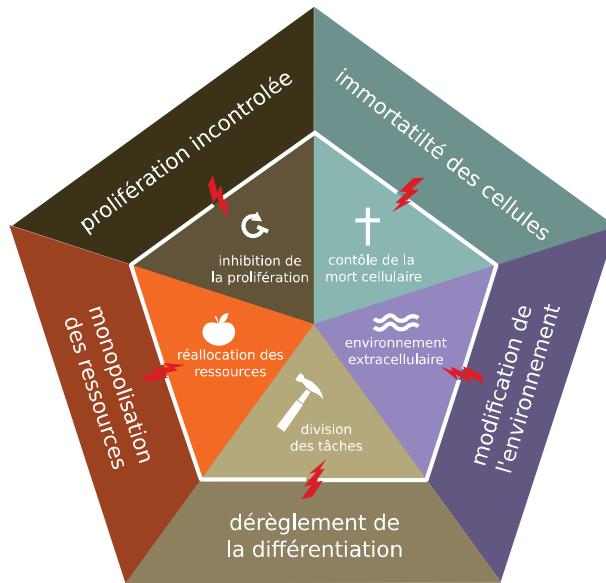 prolifération incontrolée
immortatilté des cellules
inhibition de
la prolifération
contôle de la
mort cellulaire
monopolisation
des ressources
réallocation des
ressources
environnement
extracellulaire
modification de
l'environnement
division
des tâches
dérèglement de
la différentiation